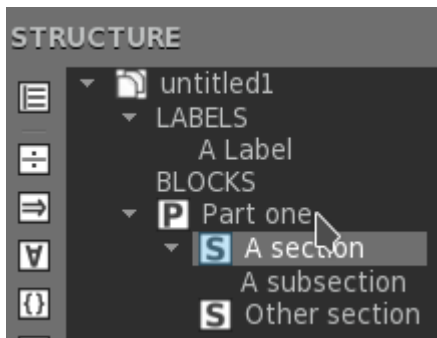 STRUCTURE
untitled1
LABELS
A Label
BLOCKS
P Part one
S A section
A subsection
S Other section